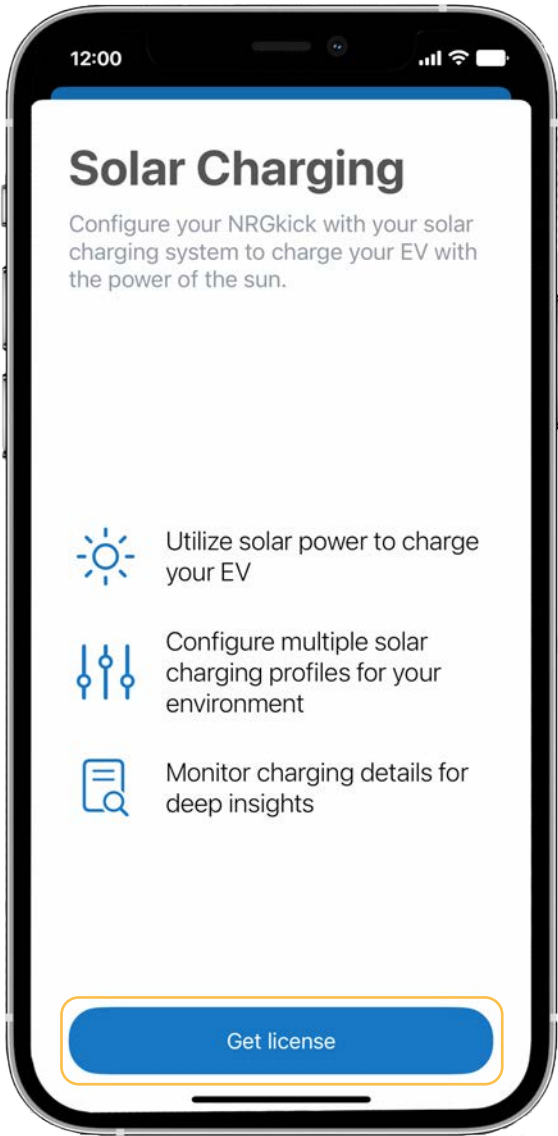 12:00
Solar Charging
Configure your NRGkick with your solar
charging system to charge your EV with
the power of the sun.
Utilize solar power to charge
your EV
Configure multiple solar
charging profiles for your
environment
Monitor charging details for
deep insights
Get license